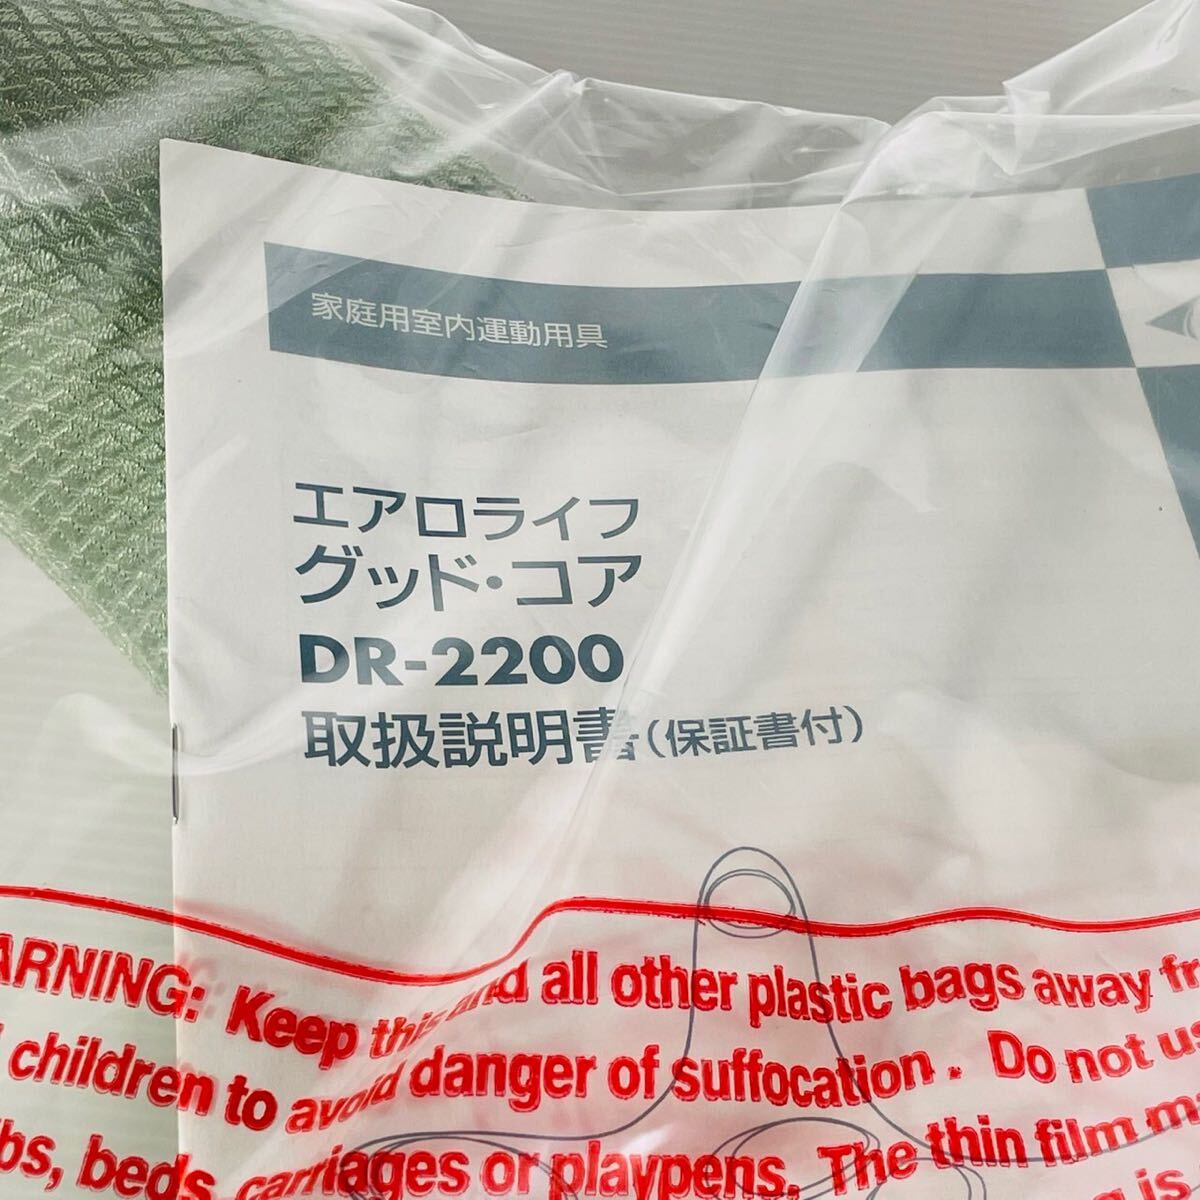 家庭用室内運動用具
エアロライフ
グッド・コア
DR-2200
取扱説明書(保証書付)
ARNING: Keep this and all other plastic bags away fr
children to avoid danger of suffocation. Do not us
bs, beds, carriages or playpens. The thin film m
is